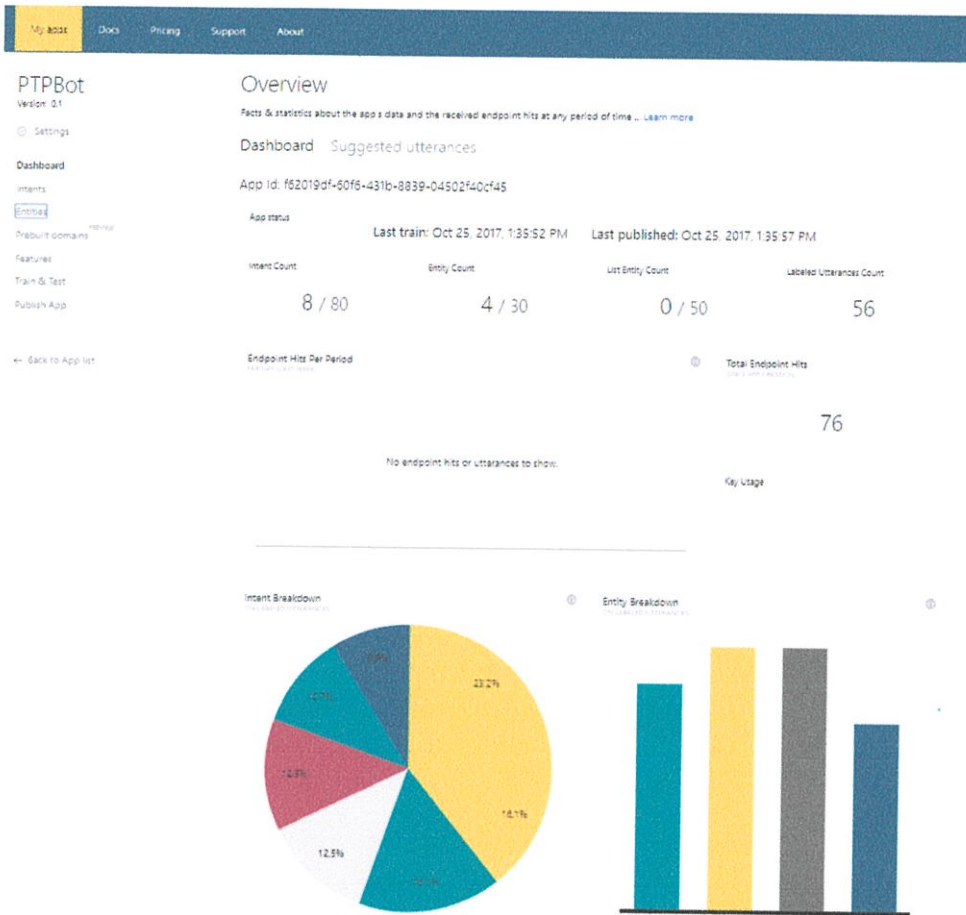 My apps Docs Pricing Support About
PTPBot
Version: 0.1
Settings
Dashboard
Intents
Entities
Prebuilt domains
Features
Train & Test
Publish App
← Back to App list
Overview
Facts & statistics about the app's data and the received endpoint hits at any period of time ... Learn more
Dashboard Suggested utterances
App Id: f62019df-60f6-431b-8839-04502f40cf45
App status
Last train: Oct 25, 2017, 1:35:52 PM Last published: Oct 25, 2017, 1:35:57 PM
Intent Count Entity Count List Entity Count Labeled Utterances Count
8 / 80 4 / 30 0 / 50 56
Endpoint Hits Per Period
Total Endpoint Hits
76
No endpoint hits or utterances to show.
Key Usage
Intent Breakdown
Entity Breakdown
23.2%
16.1%
12.5%
12.5%